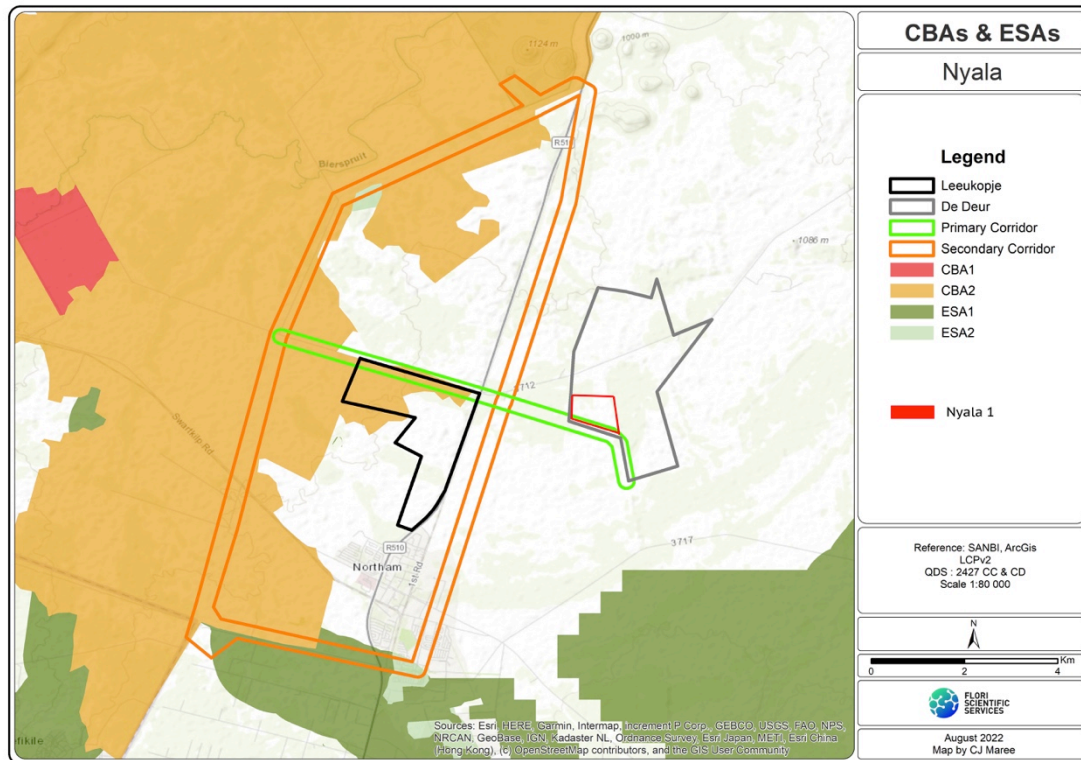 CBAs & ESAs
Nyala
Legend
Leeukopje
De Deur
Primary Corridor
Secondary Corridor
CBA1
CBA2
ESA1
ESA2
Nyala 1
Reference: SANBI, ArcGis
LCPv2
QDS : 2427 CC & CD
Scale 1:80 000
N
0 2 4 Km
FLORI
SCIENTIFIC
SERVICES
August 2022
Map by CJ Maree
1124 m
1000 m
R510
Bierspruit
1086 m
3712
Swartklip Rd
3717
R510
Northam
1st Rd
Sources: Esri, HERE, Garmin, Intermap, increment P Corp., GEBCO, USGS, FAO, NPS,
NRCAN, GeoBase, IGN, Kadaster NL, Ordnance Survey, Esri Japan, METI, Esri China
(Hong Kong), (c) OpenStreetMap contributors, and the GIS User Community